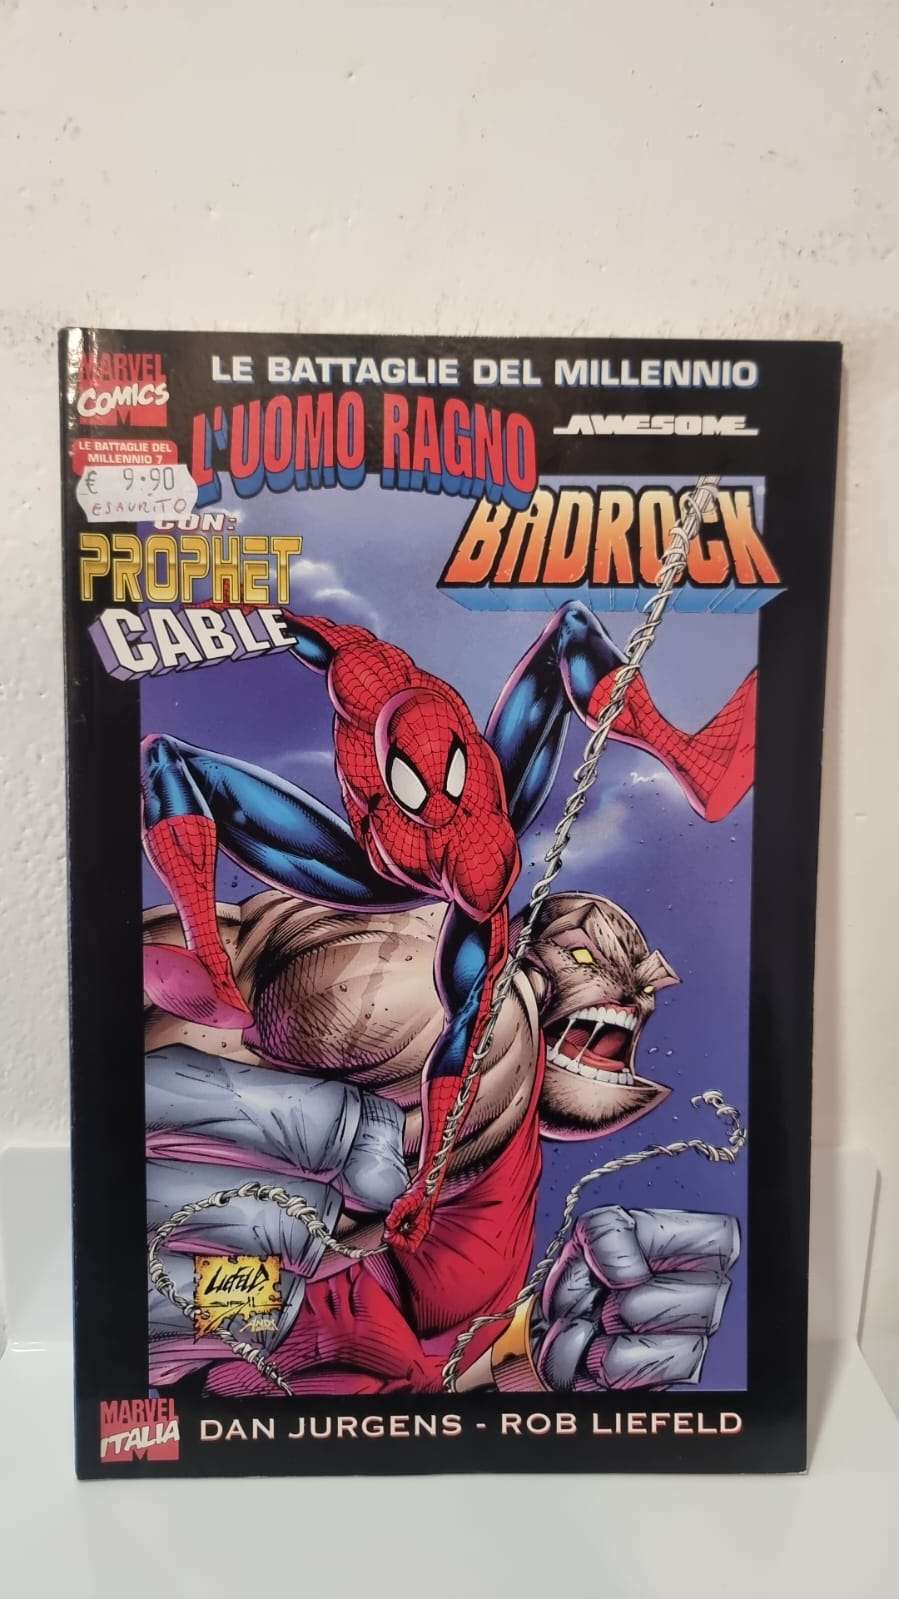 MARVEL
COMICS
LE BATTAGLIE DEL MILLENNIO
L'UOMO RAGNO
AWESOME
LE BATTAGLIE DEL
MILLENNIO 7
€ 9.90
ESAURITO
BADROCK
CON:
PROPHET
CABLE
LIEFELD
MARVEL
ITALIA
DAN JURGENS - ROB LIEFELD